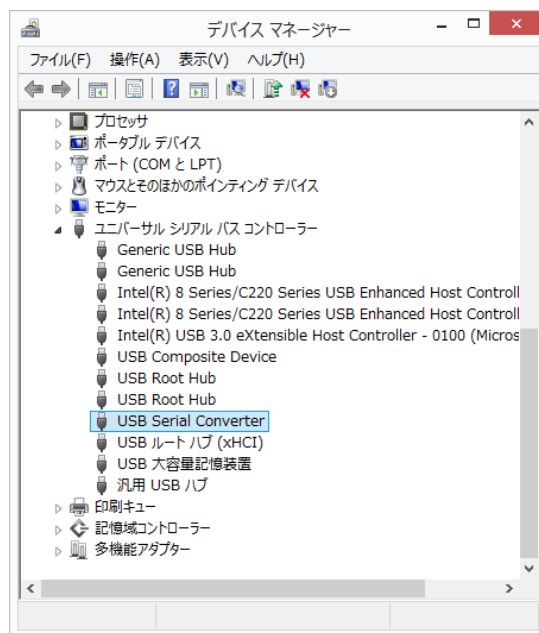 デバイス マネージャー
ファイル(F) 操作(A) 表示(V) ヘルプ(H)
プロセッサ
ポータブル デバイス
ポート (COM と LPT)
マウスとそのほかのポインティング デバイス
モニター
ユニバーサル シリアル バス コントローラー
Generic USB Hub
Generic USB Hub
Intel(R) 8 Series/C220 Series USB Enhanced Host Controll
Intel(R) 8 Series/C220 Series USB Enhanced Host Controll
Intel(R) USB 3.0 eXtensible Host Controller - 0100 (Micros
USB Composite Device
USB Root Hub
USB Root Hub
USB Serial Converter
USB ルート ハブ (xHCI)
USB 大容量記憶装置
汎用 USB ハブ
印刷キュー
記憶域コントローラー
多機能アダプター